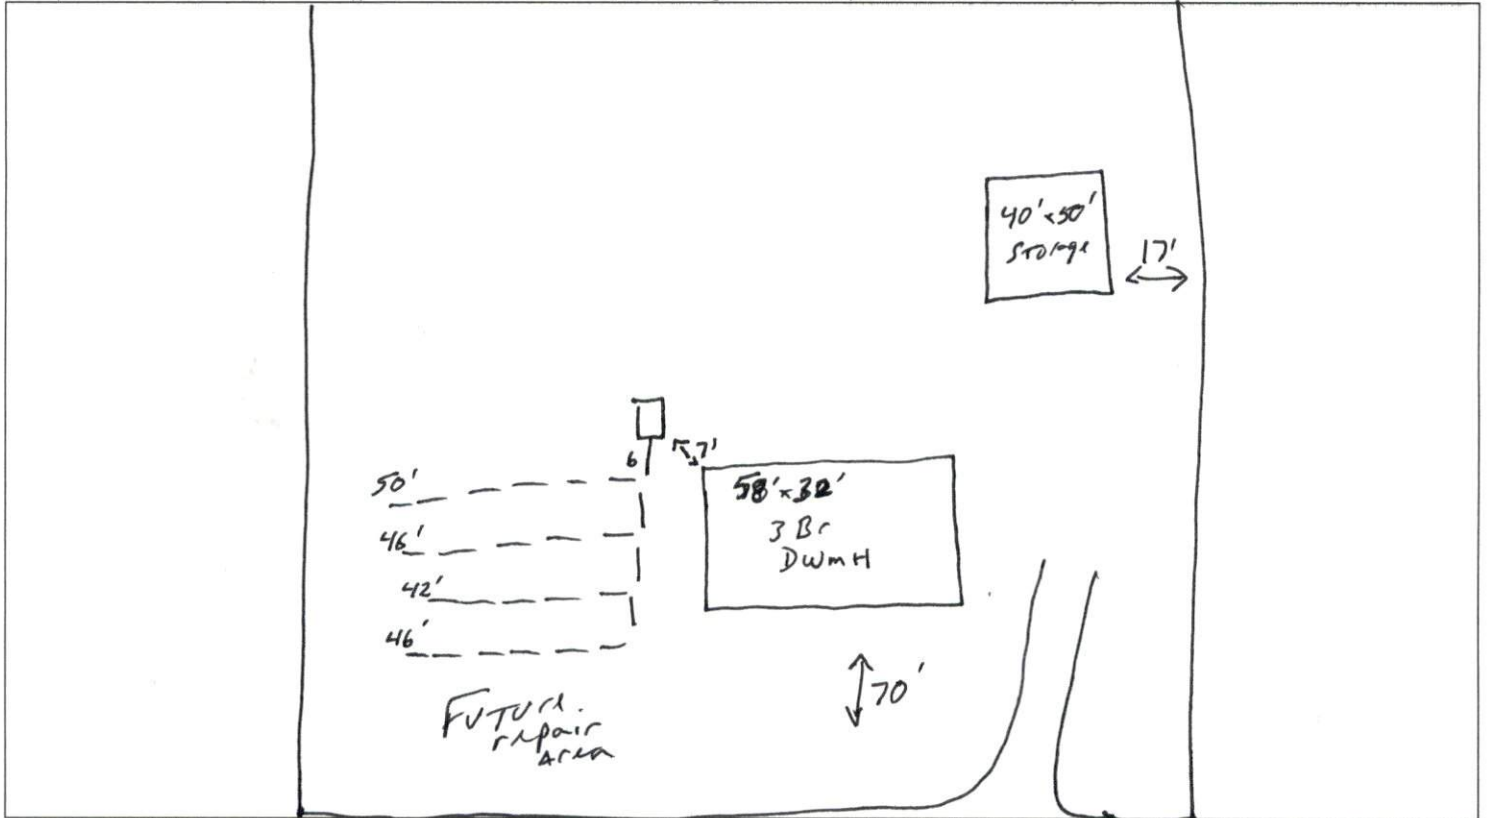 40'x50'
Storage
17'
7'
6
50'
58'x32'
46'
3 Br
DWMH
42'
46'
70'
Future
repair
area